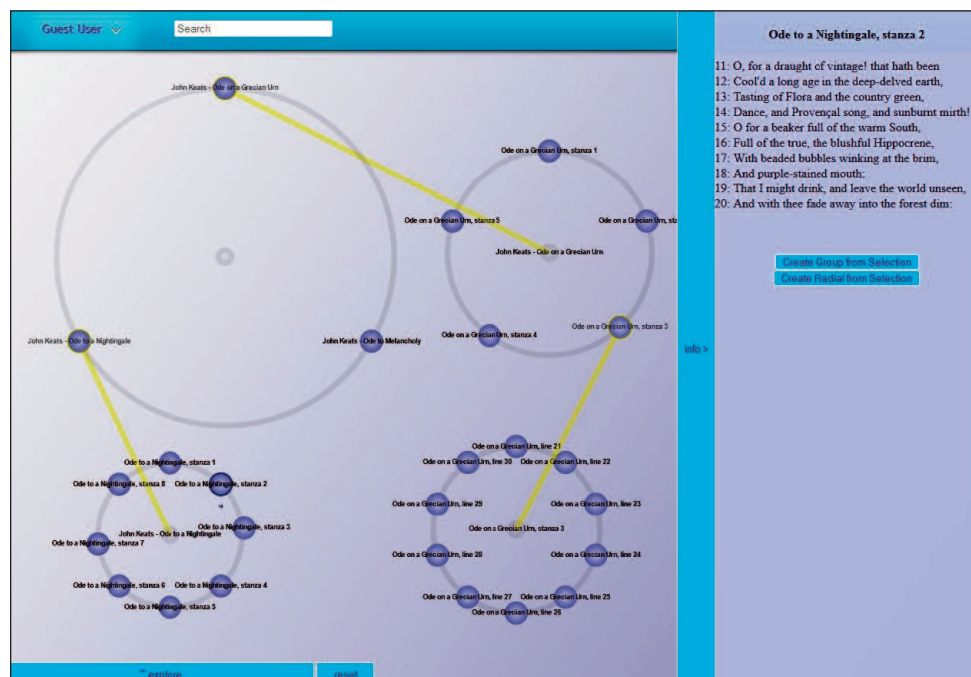 Guest User
Search
John Keats - Ode on a Grecian Urn
Ode on a Grecian Urn, stanza 1
Ode on a Grecian Urn, stanza 5
Ode on a Grecian Urn, sta
John Keats - Ode on a Grecian Urn
Ode on a Grecian Urn, stanza 4
Ode on a Grecian Urn, stanza 3
John Keats - Ode to a Nightingale
John Keats - Ode to Melancholy
Ode on a Grecian Urn, line 21
Ode on a Grecian Urn, line 30
Ode on a Grecian Urn, line 22
Ode on a Grecian Urn, line 29
Ode on a Grecian Urn, line 23
Ode on a Grecian Urn, stanza 3
Ode on a Grecian Urn, line 28
Ode on a Grecian Urn, line 24
Ode on a Grecian Urn, line 27
Ode on a Grecian Urn, line 25
Ode on a Grecian Urn, line 26
Ode to a Nightingale, stanza 1
Ode to a Nightingale, stanza 8
Ode to a Nightingale, stanza 2
Ode to a Nightingale, stanza 3
John Keats - Ode to a Nightingale
Ode to a Nightingale, stanza 7
Ode to a Nightingale, stanza 6
Ode to a Nightingale, stanza 4
Ode to a Nightingale, stanza 5
explore
reset
info >
Ode to a Nightingale, stanza 2
11: O, for a draught of vintage! that hath been
12: Cool'd a long age in the deep-delved earth,
13: Tasting of Flora and the country green,
14: Dance, and Provençal song, and sunburnt mirth!
15: O for a beaker full of the warm South,
16: Full of the true, the blushful Hippocrene,
17: With beaded bubbles winking at the brim,
18: And purple-stained mouth;
19: That I might drink, and leave the world unseen,
20: And with thee fade away into the forest dim:
Create Group from Selection
Create Radial from Selection